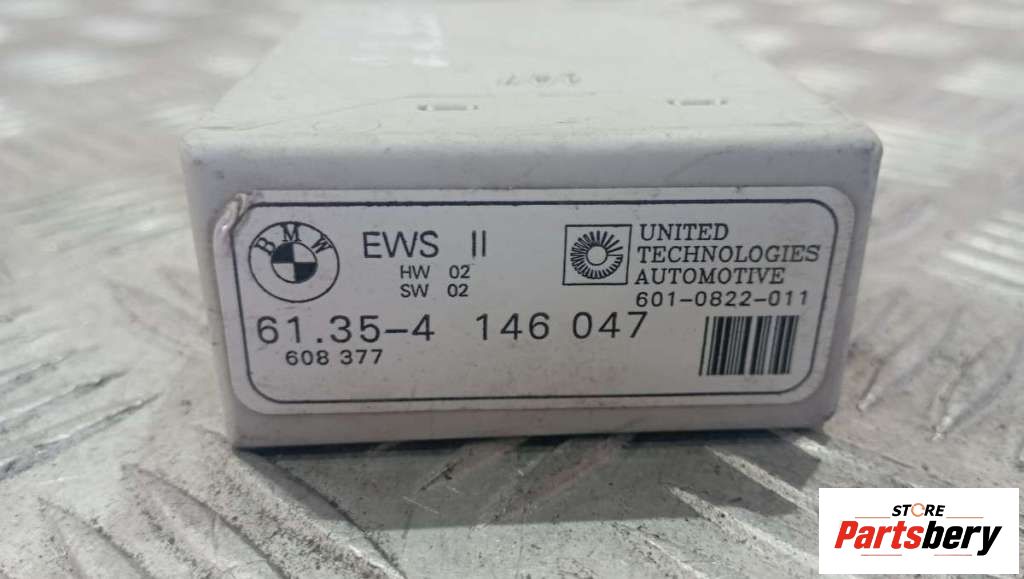 BMW
EWS II
HW 02
SW 02
61.35-4 146 047
608 377
UNITED
TECHNOLOGIES
AUTOMOTIVE
601-0822-011
STORE
Partsbery